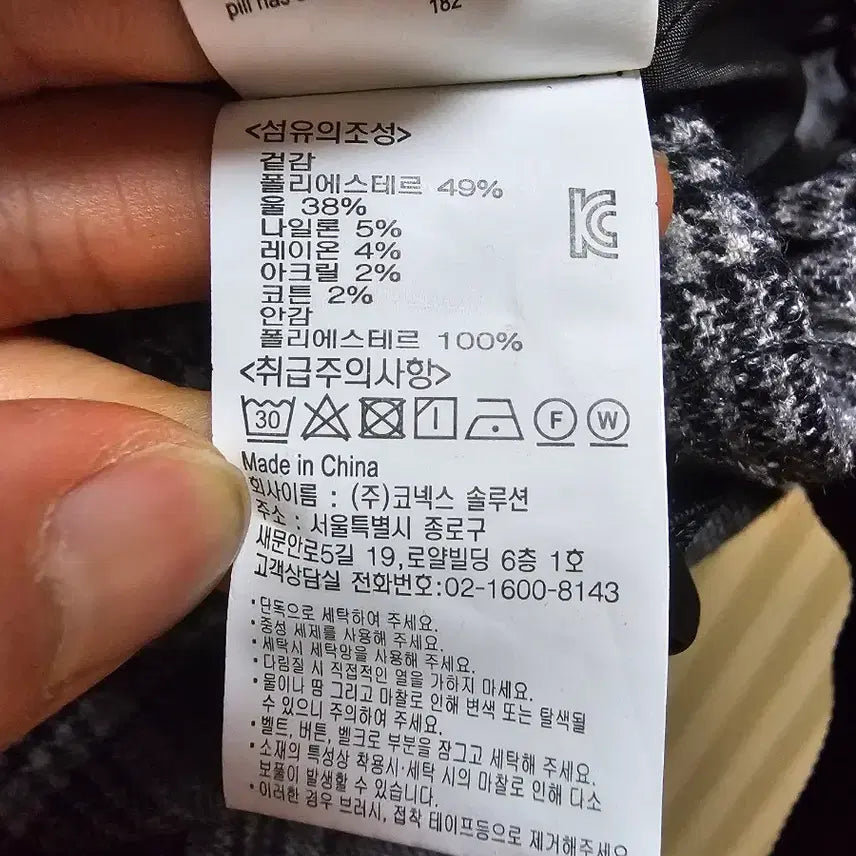 pill has
182
<섬유의조성>
겉감
폴리에스테르 49%
울 38%
나일론 5%
레이온 4%
아크릴 2%
코튼 2%
안감
폴리에스테르 100%
<취급주의사항>
30 F W
Made in China
회사이름 : (주)코넥스 솔루션
주소 : 서울특별시 종로구
새문안로5길 19,로얄빌딩 6층 1호
고객상담실 전화번호:02-1600-8143
•단독으로 세탁하여 주세요.
•중성 세제를 사용해 주세요.
•세탁시 세탁망을 사용해 주세요.
•다림질 시 직접적인 열을 가하지 마세요.
•물이나 땀 그리고 마찰로 인해 변색 또는 탈색될
수 있으니 주의하여 주세요.
•벨트, 버튼, 벨크로 부분을 잠그고 세탁해 주세요.
•소재의 특성상 착용시·세탁 시의 마찰로 인해 다소
보풀이 발생할 수 있습니다.
•이러한 경우 브러시, 접착 테이프등으로 제거해주세요